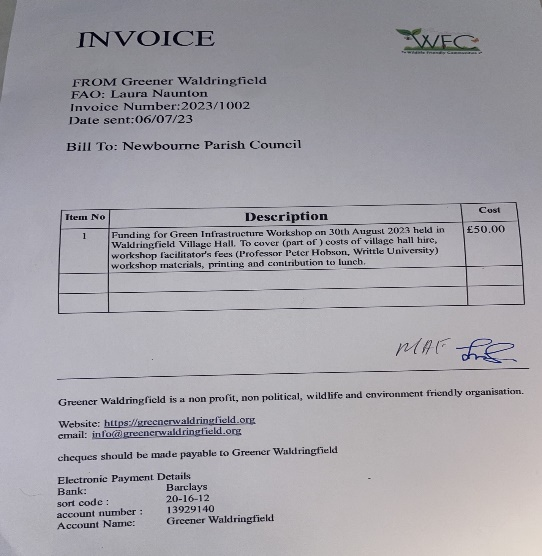 INVOICE
WFC
FROM Greener Waldringfield
FAO: Laura Naunton
Invoice Number:2023/1002
Date sent:06/07/23
Bill To: Newbourne Parish Council
Item No Description Cost
1 Funding for Green Infrastructure Workshop on 30th August 2023 held in £50.00
Waldringfield Village Hall. To cover (part of ) costs of village hall hire,
workshop facilitator's fees (Professor Peter Hobson, Writtle University)
workshop materials, printing and contribution to lunch.
Greener Waldringfield is a non profit, non political, wildlife and environment friendly organisation.
Website: https://greenerwaldringfield.org
email: info@greenerwaldringfield.org
cheques should be made payable to Greener Waldringfield
Electronic Payment Details
Bank: Barclays
sort code : 20-16-12
account number : 13929140
Account Name: Greener Waldringfield